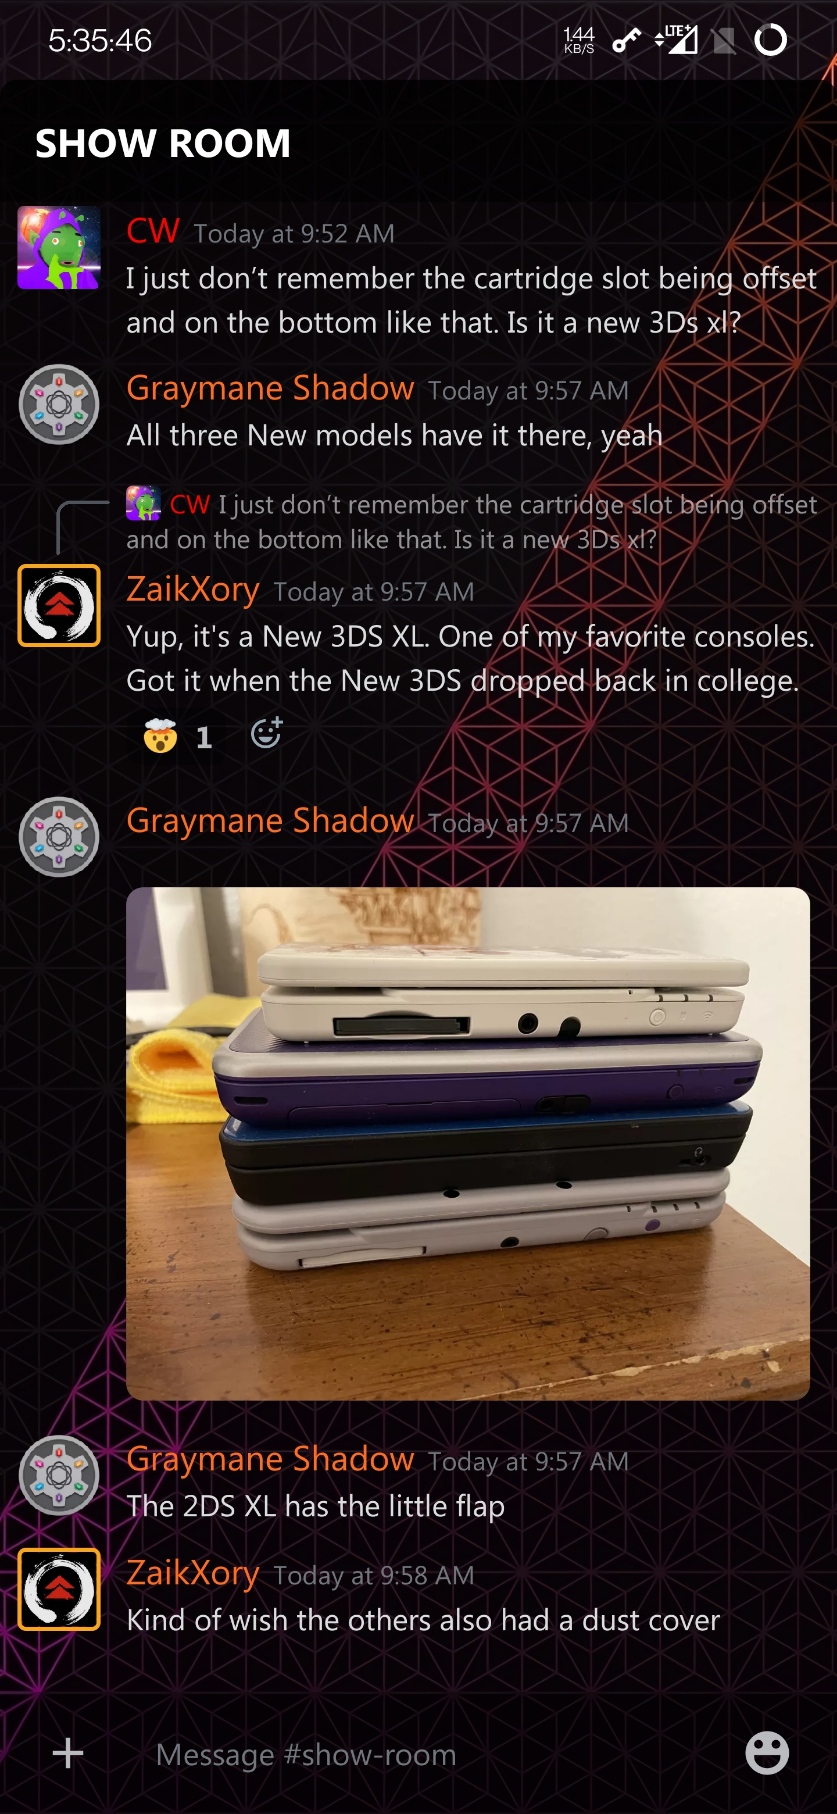 5:35:46
1.44
KB/S
LTE+
SHOW ROOM
CW Today at 9:52 AM
I just don’t remember the cartridge slot being offset
and on the bottom like that. Is it a new 3Ds xl?
Graymane Shadow Today at 9:57 AM
All three New models have it there, yeah
CW I just don’t remember the cartridge slot being offset
and on the bottom like that. Is it a new 3Ds xl?
ZaikXory Today at 9:57 AM
Yup, it's a New 3DS XL. One of my favorite consoles.
Got it when the New 3DS dropped back in college.
1
Graymane Shadow Today at 9:57 AM
Graymane Shadow Today at 9:57 AM
The 2DS XL has the little flap
ZaikXory Today at 9:58 AM
Kind of wish the others also had a dust cover
Message #show-room